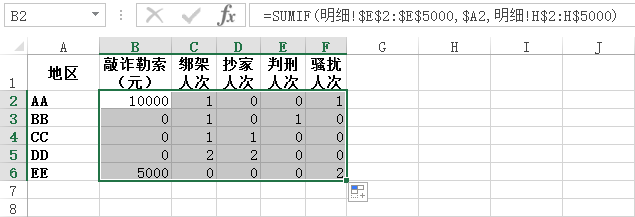 B2 fx =SUMIF(明细!$E$2:$E$5000,$A2,明细!H$2:H$5000)
A B C D E F G H I J
1 地区 敲诈勒索（元） 绑架人次 抄家人次 判刑人次 骚扰人次
2 AA 10000 1 0 0 1
3 BB 0 1 0 1 0
4 CC 0 1 1 0 0
5 DD 0 2 2 0 0
6 EE 5000 0 0 0 2
7
8